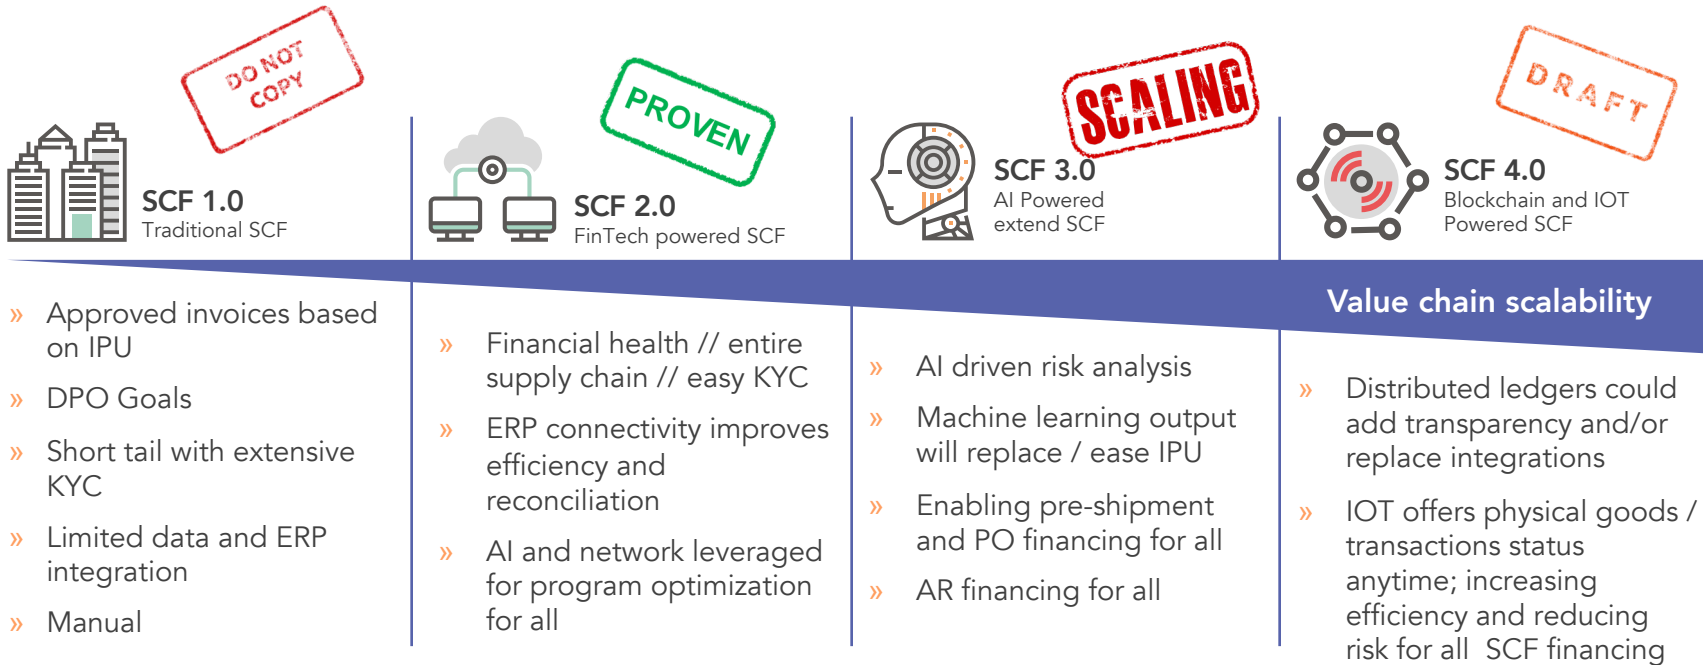 DO NOT
COPY
SCF 1.0
Traditional SCF
PROVEN
SCF 2.0
FinTech powered SCF
SCALING
SCF 3.0
AI Powered
extend SCF
DRAFT
SCF 4.0
Blockchain and IOT
Powered SCF
Value chain scalability
» Approved invoices based
on IPU
» DPO Goals
» Short tail with extensive
KYC
» Limited data and ERP
integration
» Manual
» Financial health // entire
supply chain // easy KYC
» ERP connectivity improves
efficiency and
reconciliation
» AI and network leveraged
for program optimization
for all
» AI driven risk analysis
» Machine learning output
will replace / ease IPU
» Enabling pre-shipment
and PO financing for all
» AR financing for all
» Distributed ledgers could
add transparency and/or
replace integrations
» IOT offers physical goods /
transactions status
anytime; increasing
efficiency and reducing
risk for all SCF financing